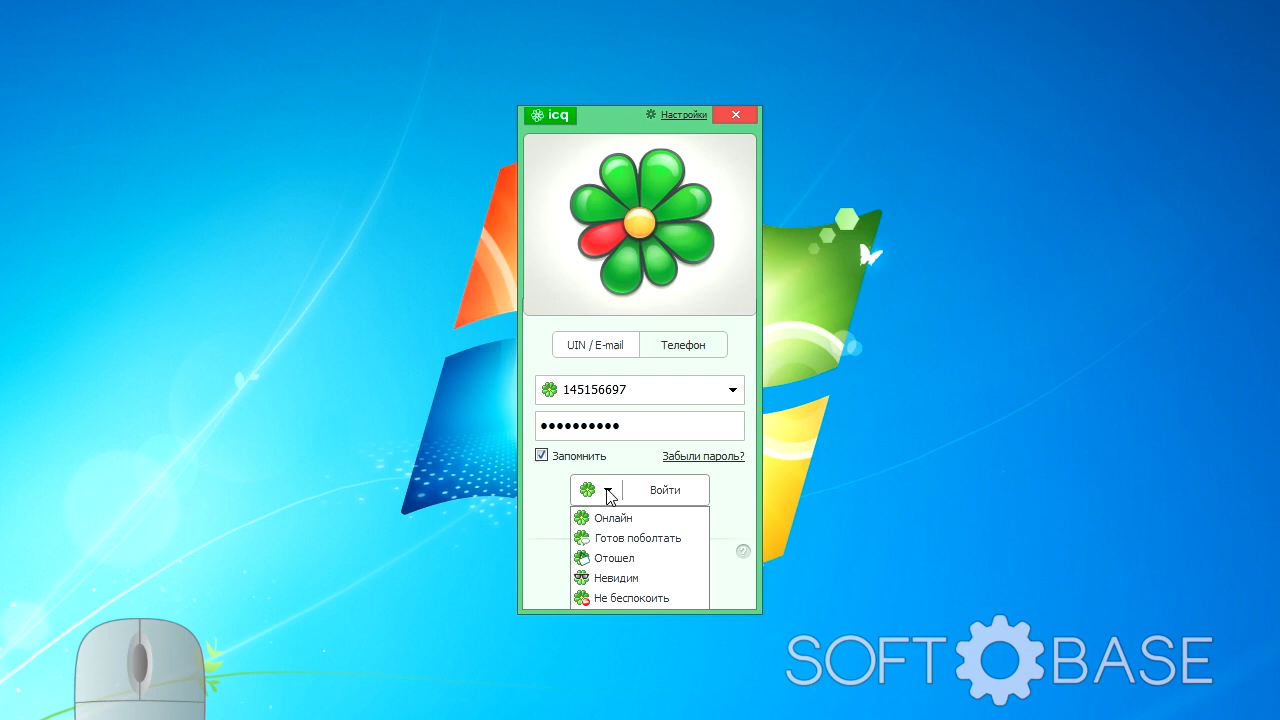 icq
Настройки
UIN / E-mail
Телефон
145156697
Запомнить
Забыли пароль?
Войти
Онлайн
Готов поболтать
Отошел
Невидим
Не беспокоить
?
SOFT BASE